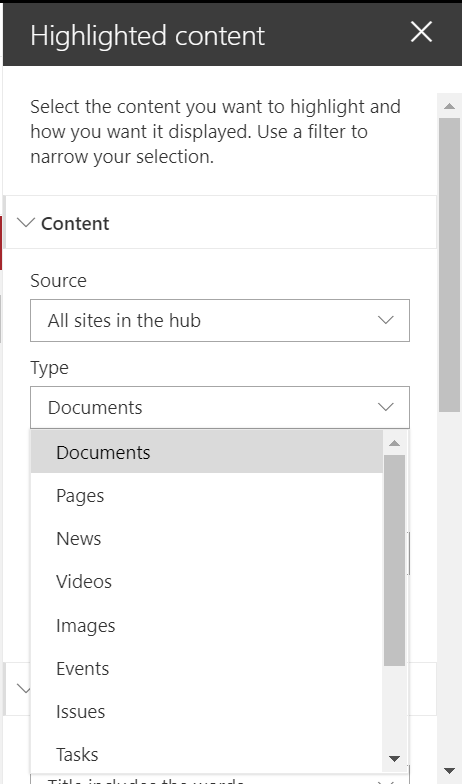 Highlighted content
Select the content you want to highlight and
how you want it displayed. Use a filter to
narrow your selection.
Content
Source
All sites in the hub
Type
Documents
Documents
Pages
News
Videos
Images
Events
Issues
Tasks
Title includes the words